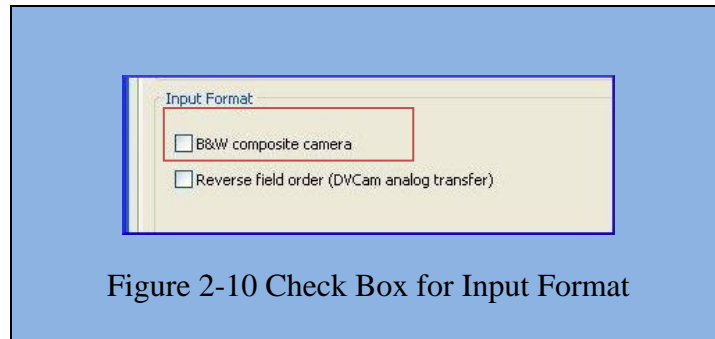 Input Format
B&W composite camera
Reverse field order (DVCam analog transfer)
Figure 2-10 Check Box for Input Format